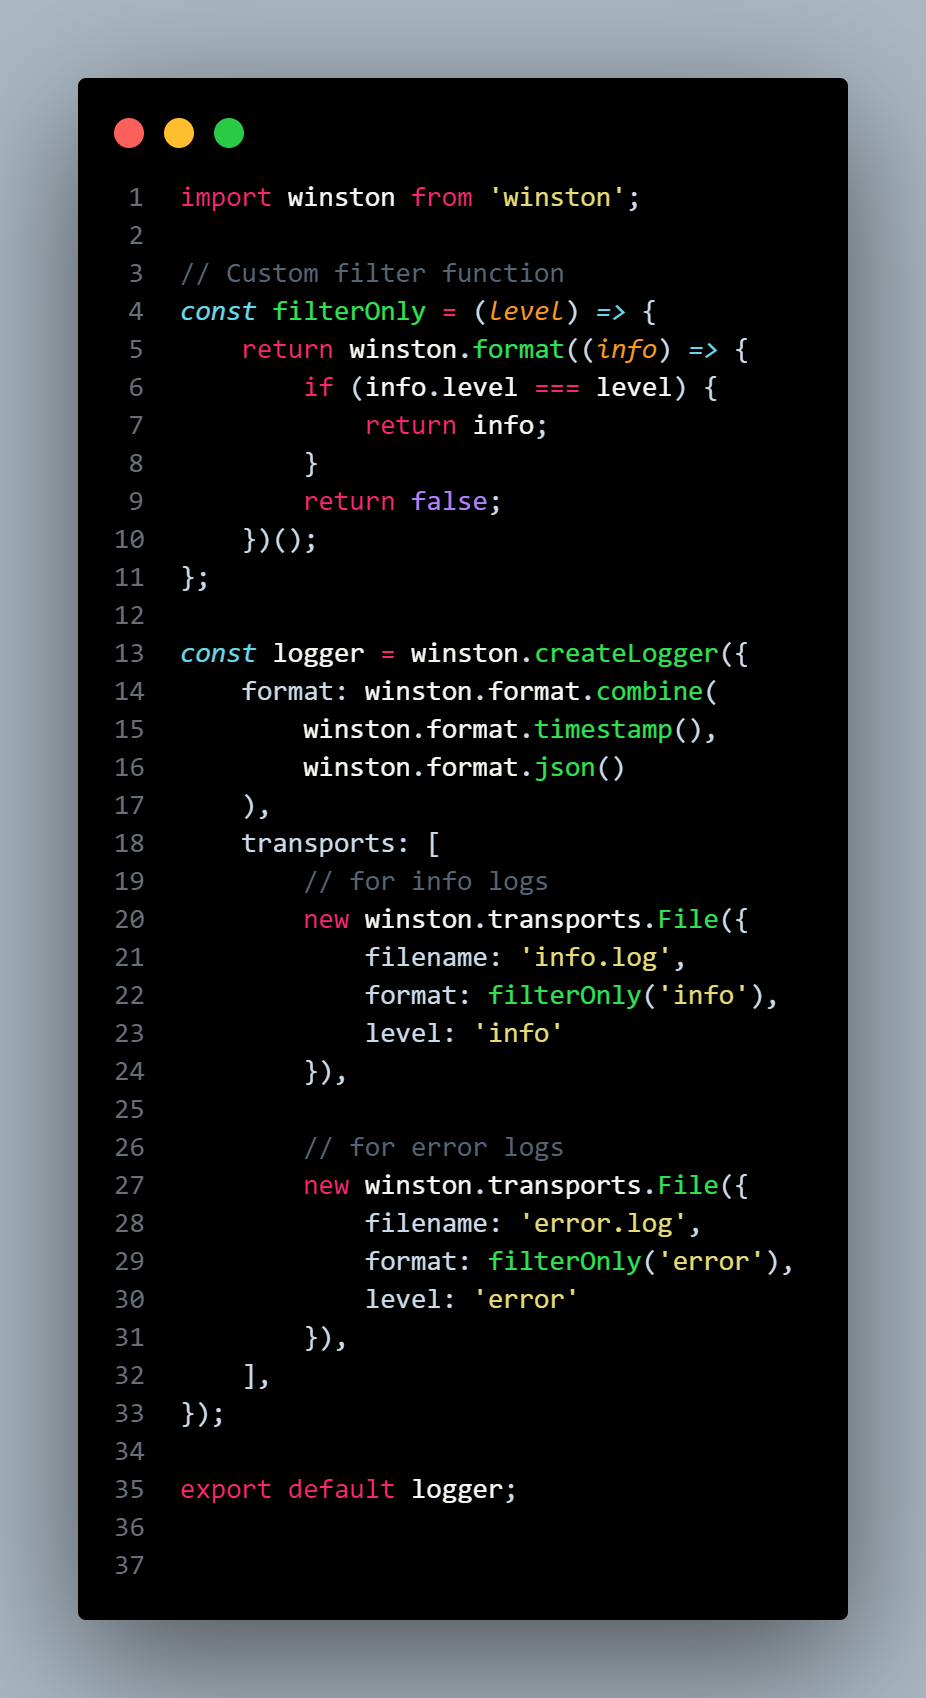 1 import winston from 'winston';
2
3 // Custom filter function
4 const filterOnly = (level) => {
5     return winston.format((info) => {
6         if (info.level === level) {
7             return info;
8         }
9         return false;
10     })();
11 };
12
13 const logger = winston.createLogger({
14     format: winston.format.combine(
15         winston.format.timestamp(),
16         winston.format.json()
17     ),
18     transports: [
19         // for info logs
20         new winston.transports.File({
21             filename: 'info.log',
22             format: filterOnly('info'),
23             level: 'info'
24         }),
25
26         // for error logs
27         new winston.transports.File({
28             filename: 'error.log',
29             format: filterOnly('error'),
30             level: 'error'
31         }),
32     ],
33 });
34
35 export default logger;
36
37